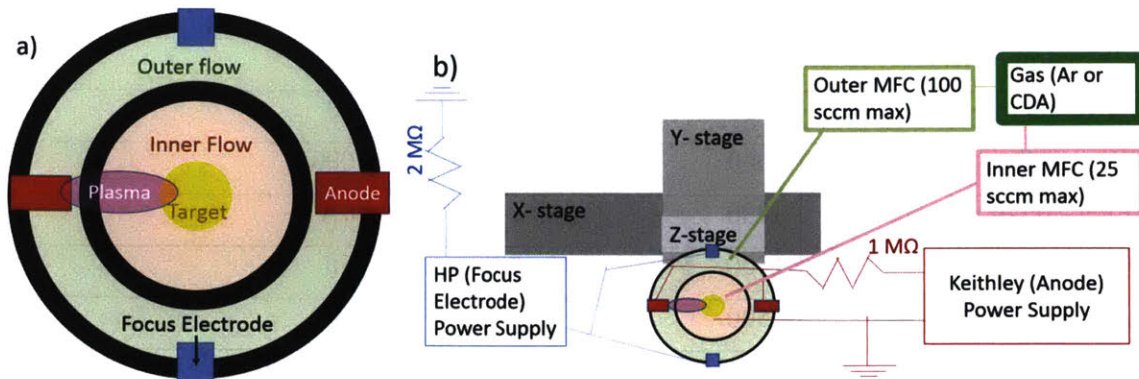 a)
Outer flow
Inner Flow
Plasma
Anode
Target
Focus Electrode
b)
2 MΩ
Outer MFC (100
sccm max)
Gas (Ar or
CDA)
Y- stage
Inner MFC (25
sccm max)
X- stage
Z-stage
1 MΩ
HP (Focus
Electrode)
Power Supply
Keithley (Anode)
Power Supply